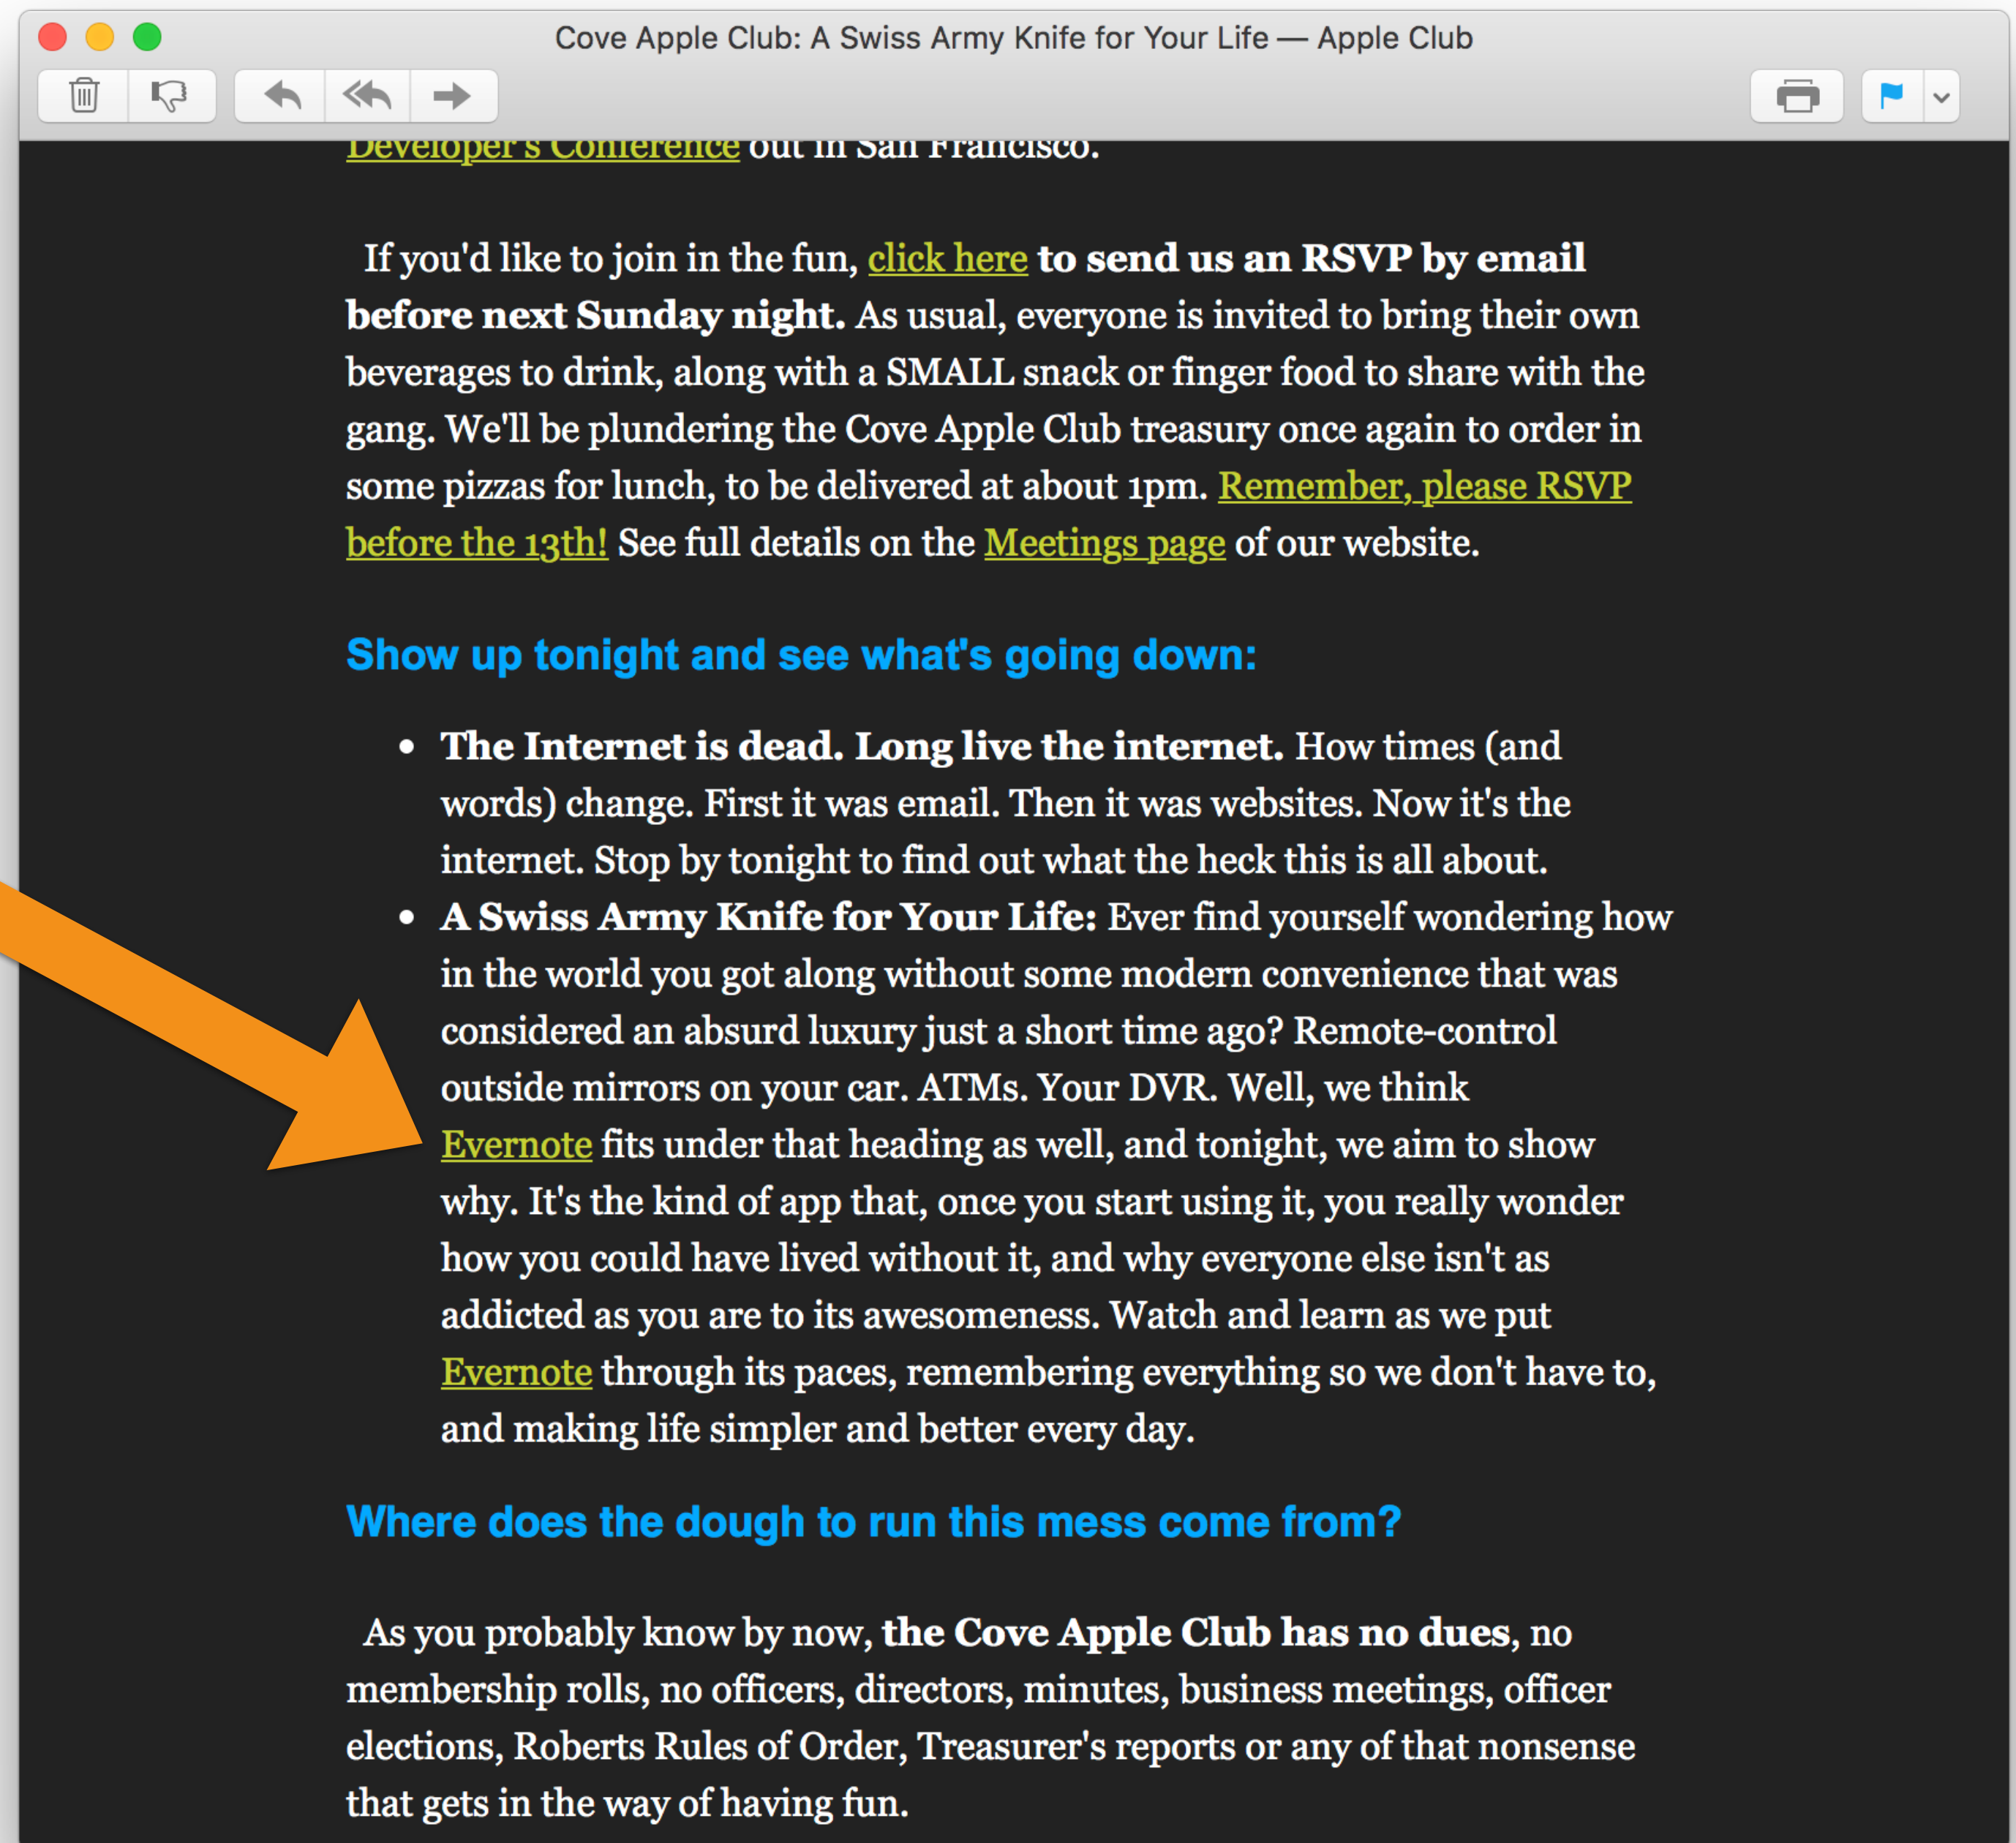 Cove Apple Club: A Swiss Army Knife for Your Life — Apple Club
Developer's Conference out in San Francisco.
If you'd like to join in the fun, click here to send us an RSVP by email
before next Sunday night. As usual, everyone is invited to bring their own
beverages to drink, along with a SMALL snack or finger food to share with the
gang. We'll be plundering the Cove Apple Club treasury once again to order in
some pizzas for lunch, to be delivered at about 1pm. Remember, please RSVP
before the 13th! See full details on the Meetings page of our website.
Show up tonight and see what's going down:
• The Internet is dead. Long live the internet. How times (and
words) change. First it was email. Then it was websites. Now it's the
internet. Stop by tonight to find out what the heck this is all about.
• A Swiss Army Knife for Your Life: Ever find yourself wondering how
in the world you got along without some modern convenience that was
considered an absurd luxury just a short time ago? Remote-control
outside mirrors on your car. ATMs. Your DVR. Well, we think
Evernote fits under that heading as well, and tonight, we aim to show
why. It's the kind of app that, once you start using it, you really wonder
how you could have lived without it, and why everyone else isn't as
addicted as you are to its awesomeness. Watch and learn as we put
Evernote through its paces, remembering everything so we don't have to,
and making life simpler and better every day.
Where does the dough to run this mess come from?
As you probably know by now, the Cove Apple Club has no dues, no
membership rolls, no officers, directors, minutes, business meetings, officer
elections, Roberts Rules of Order, Treasurer's reports or any of that nonsense
that gets in the way of having fun.